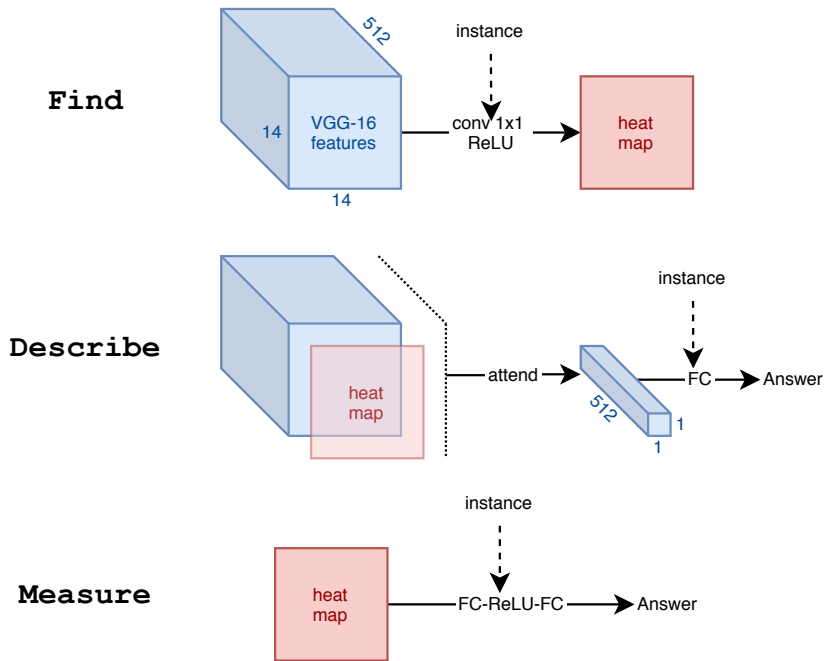 512
instance
Find
14
VGG-16
features
conv 1x1
ReLU
heat
map
14
instance
Describe
heat
map
attend
512
FC
Answer
1
1
instance
Measure
heat
map
FC-ReLU-FC
Answer